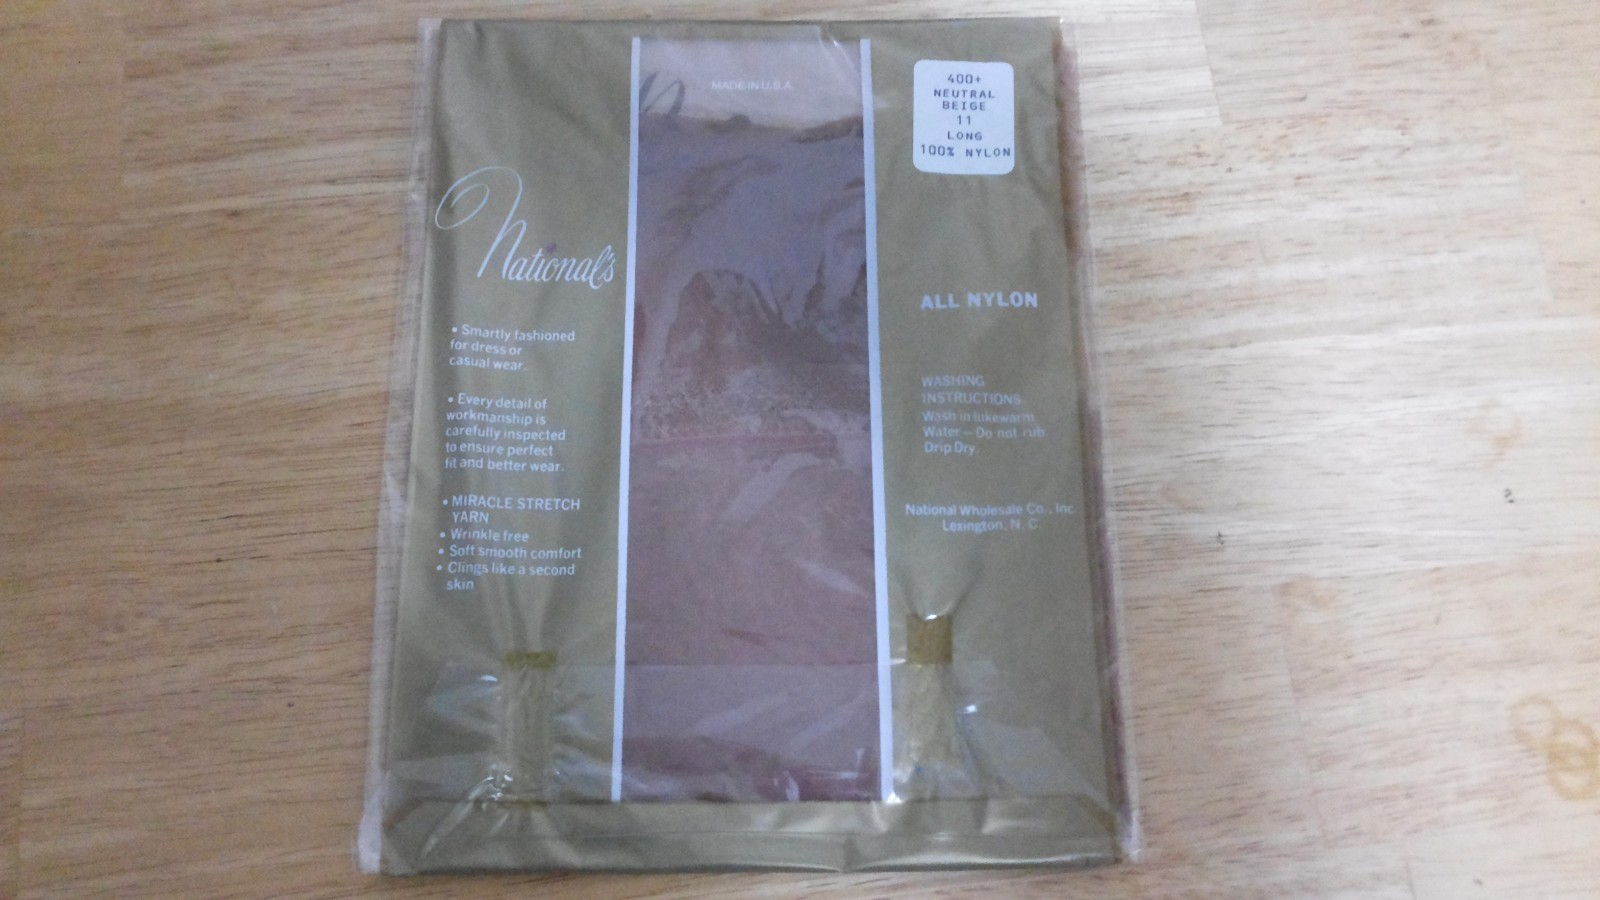 MADE IN U.S.A.
400+
NEUTRAL
BEIGE
11
LONG
100% NYLON
National's
• Smartly fashioned
for dress or
casual wear.
• Every detail of
workmanship is
carefully inspected
to ensure perfect
fit and better wear.
• MIRACLE STRETCH
YARN
• Wrinkle free
• Soft smooth comfort
• Clings like a second
skin
ALL NYLON
WASHING
INSTRUCTIONS
Wash in lukewarm
Water — Do not rub.
Drip Dry.
National Wholesale Co., Inc
Lexington, N. C.